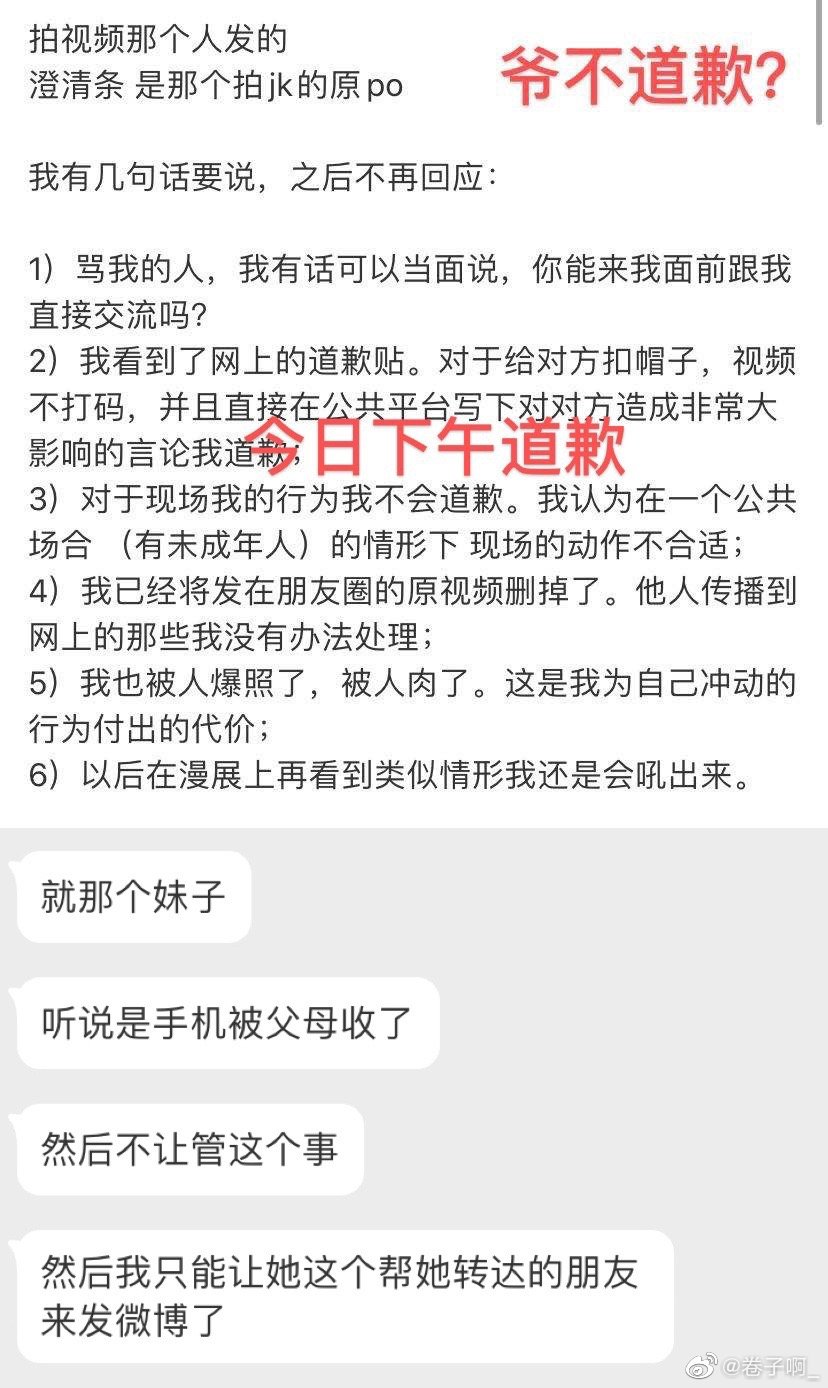 拍视频那个人发的
澄清条 是那个拍jk的原po
爷不道歉?
我有几句话要说，之后不再回应：
1）骂我的人，我有话可以当面说，你能来我面前跟我
直接交流吗?
2）我看到了网上的道歉贴。对于给对方扣帽子，视频
不打码，并且直接在公共平台写下对对方造成非常大
影响的言论我道歉；
今日下午道歉
3）对于现场我的行为我不会道歉。我认为在一个公共
场合 （有未成年人）的情形下 现场的动作不合适；
4）我已经将发在朋友圈的原视频删掉了。他人传播到
网上的那些我没有办法处理；
5）我也被人爆照了，被人肉了。这是我为自己冲动的
行为付出的代价；
6）以后在漫展上再看到类似情形我还是会吼出来。
就那个妹子
听说是手机被父母收了
然后不让管这个事
然后我只能让她这个帮她转达的朋友
来发微博了
@卷子啊_